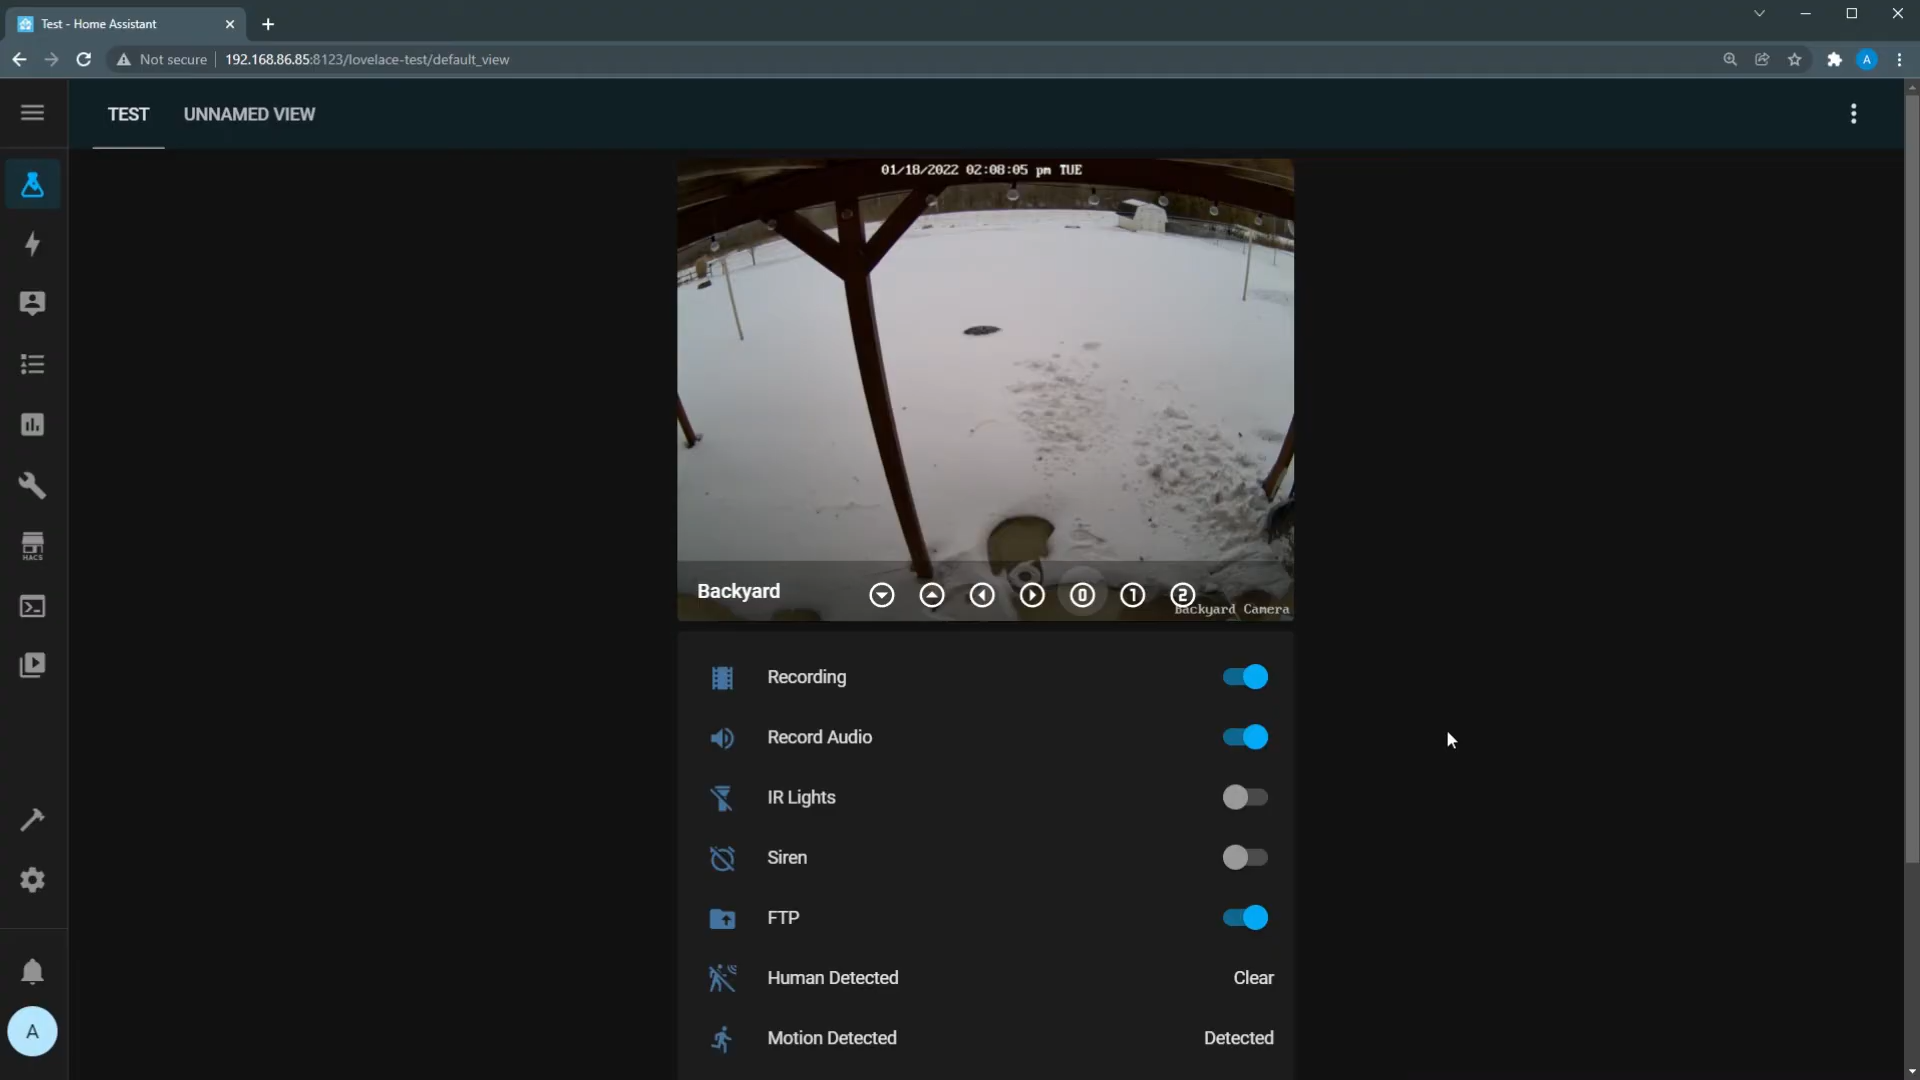 Test - Home Assistant
Not secure
192.168.86.85:8123/lovelace-test/default_view
A
TEST
UNNAMED VIEW
01/18/2022 02:08:05 pm TUE
Backyard
0
1
2
Backyard Camera
HACS
Recording
Record Audio
IR Lights
Siren
FTP
Human Detected
Clear
Motion Detected
Detected
A